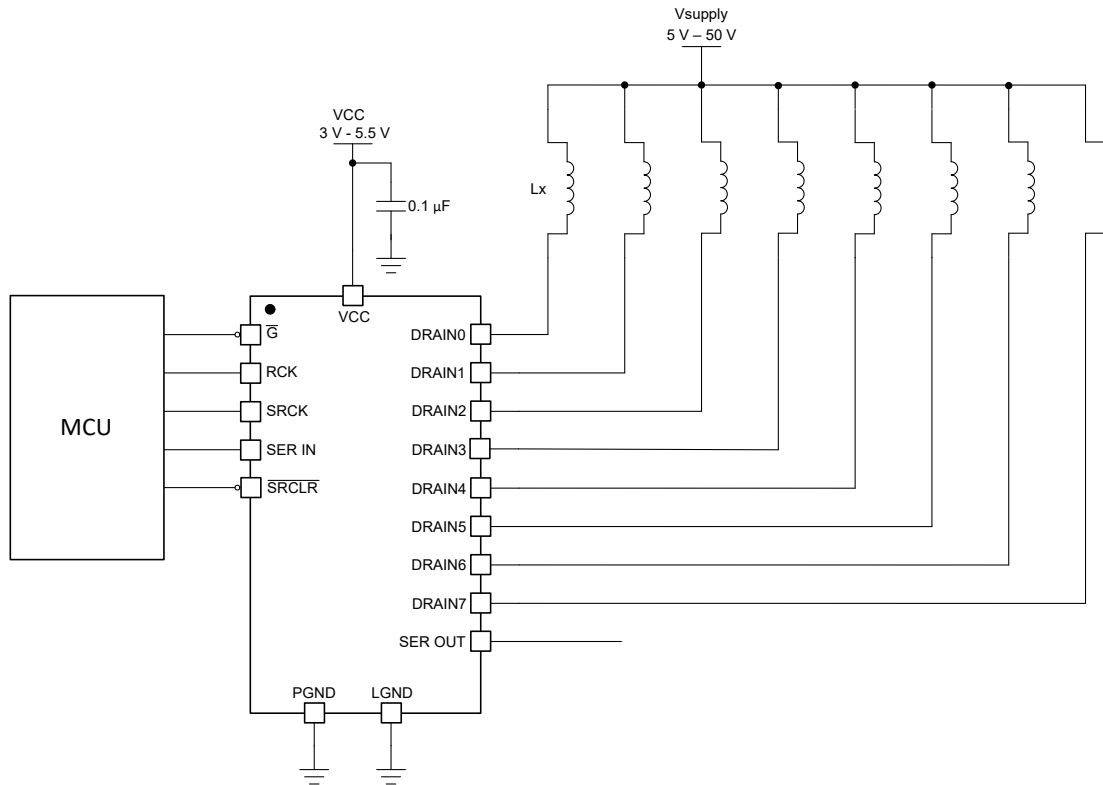 Vsupply
5 V – 50 V
VCC
3 V - 5.5 V
Lx
0.1 µF
MCU
VCC
G
RCK
SRCK
SER IN
SRCLR
DRAIN0
DRAIN1
DRAIN2
DRAIN3
DRAIN4
DRAIN5
DRAIN6
DRAIN7
SER OUT
PGND
LGND